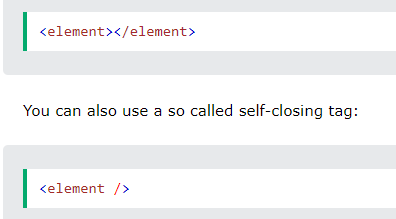 <element></element>
You can also use a so called self-closing tag:
<element />